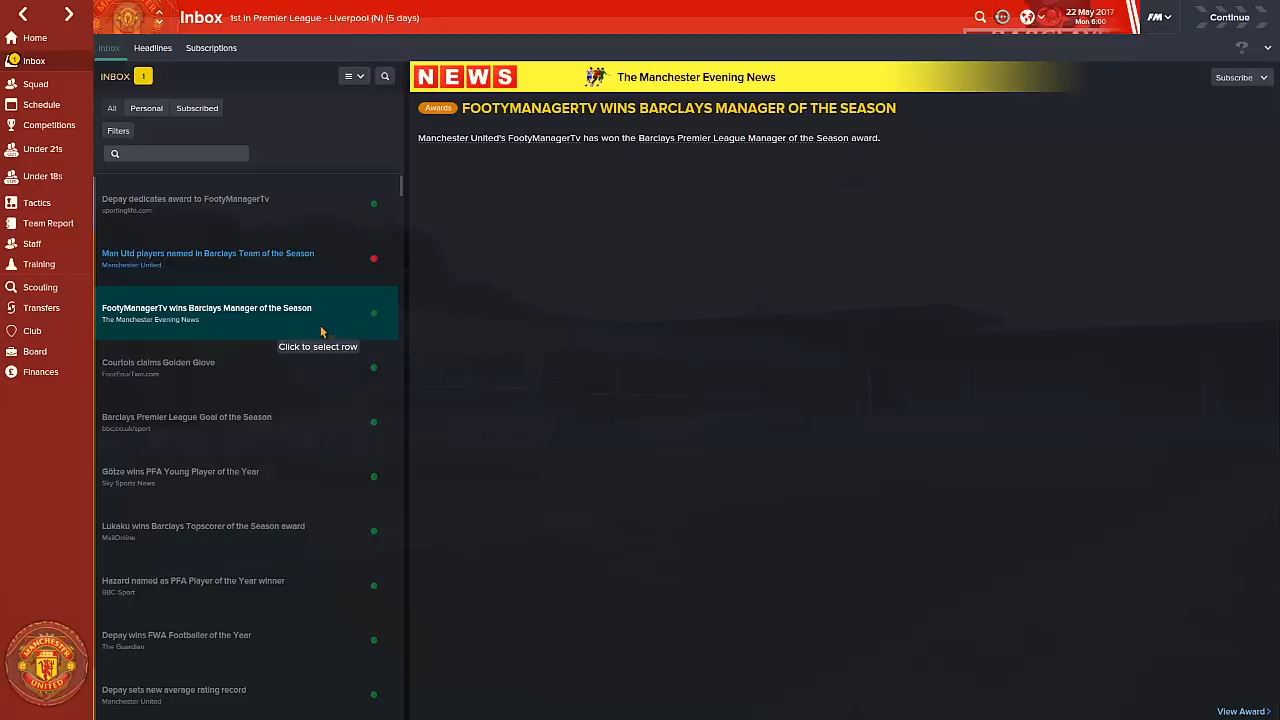 Inbox
1st in Premier League - Liverpool (N) (5 days)
22 May 2017
Mon 6:00
FM
Continue
Home
Inbox
Squad
Schedule
Competitions
Under 21s
Under 18s
Tactics
Team Report
Staff
Training
Scouting
Transfers
Club
Board
Finances
MANCHESTER
UNITED
Inbox Headlines Subscriptions
INBOX 1
All Personal Subscribed
Filters
Depay dedicates award to FootyManagerTv
sportinglife.com
Man Utd players named in Barclays Team of the Season
Manchester United
FootyManagerTv wins Barclays Manager of the Season
The Manchester Evening News
Click to select row
Courtois claims Golden Glove
FourFourTwo.com
Barclays Premier League Goal of the Season
bbc.co.uk/sport
Götze wins PFA Young Player of the Year
Sky Sports News
Lukaku wins Barclays Topscorer of the Season award
MailOnline
Hazard named as PFA Player of the Year winner
BBC Sport
Depay wins FWA Footballer of the Year
The Guardian
Depay sets new average rating record
Manchester United
NEWS The Manchester Evening News
Subscribe
Awards FOOTYMANAGERTV WINS BARCLAYS MANAGER OF THE SEASON
Manchester United's FootyManagerTv has won the Barclays Premier League Manager of the Season award.
View Award >